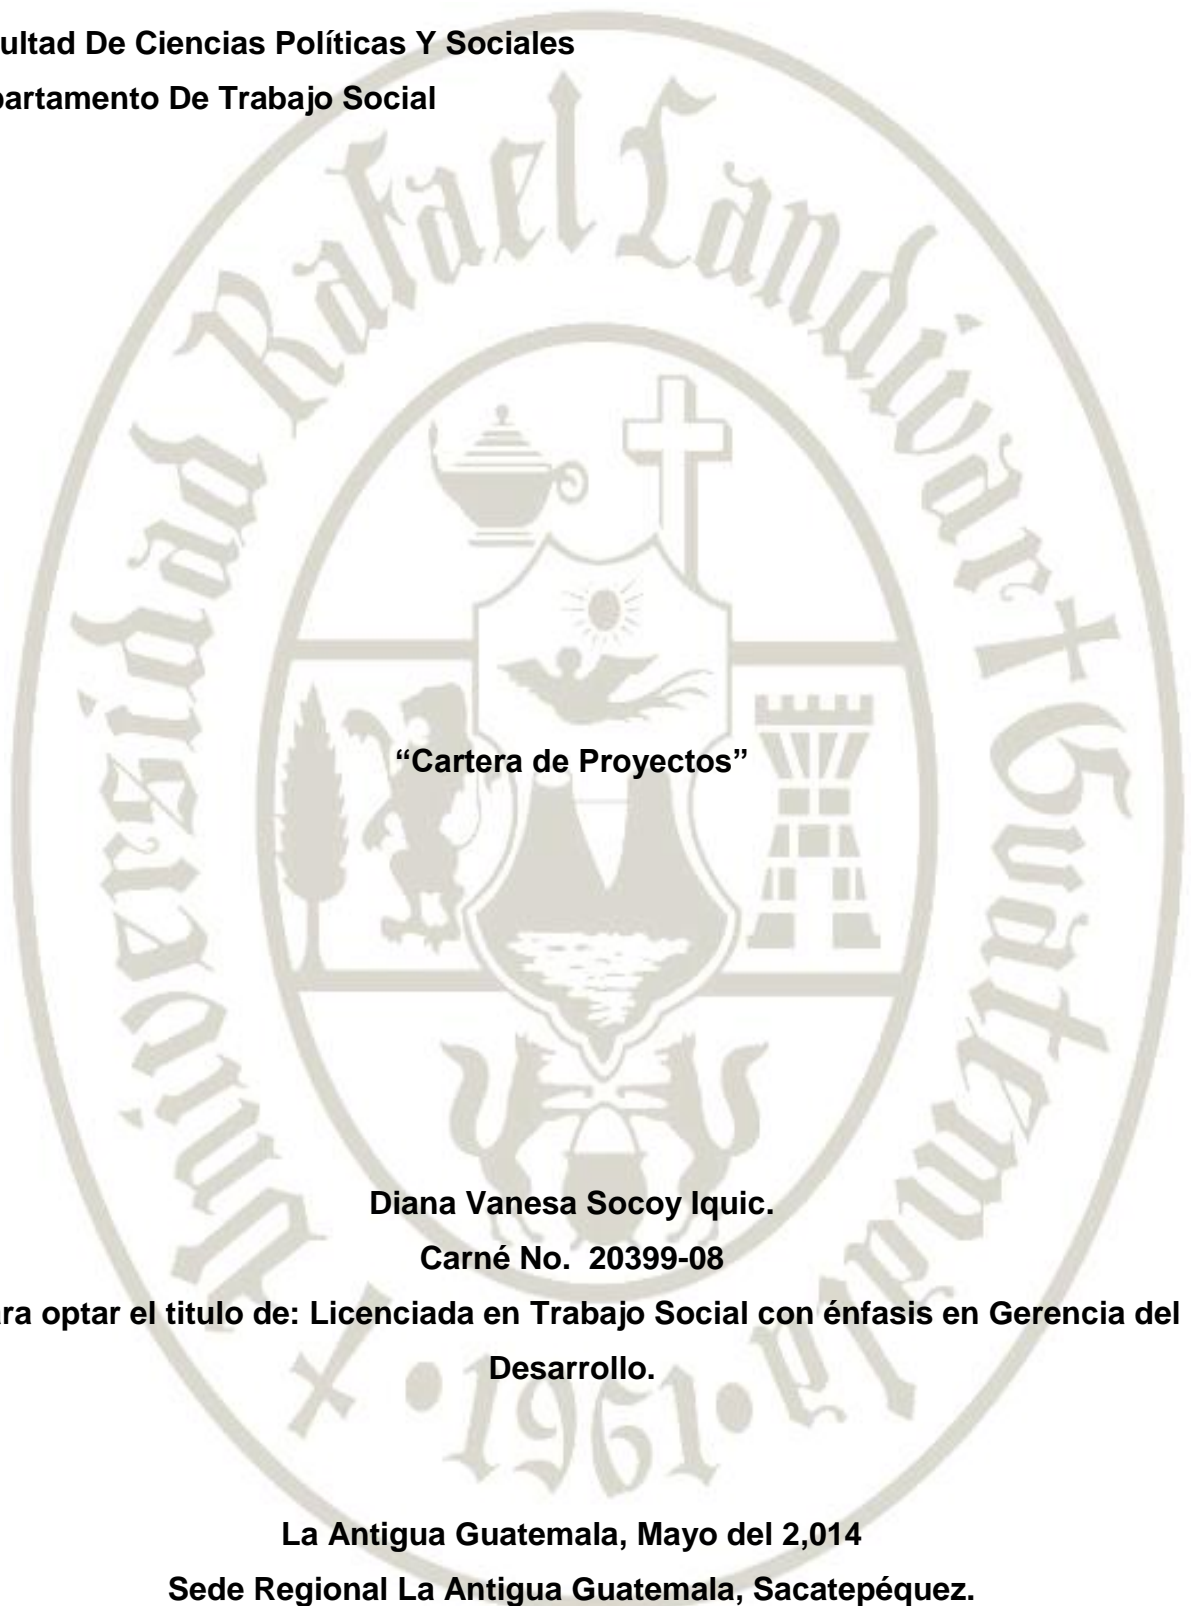 ultad De Ciencias Políticas Y Sociales
partamento De Trabajo Social
Universidad Rafael Landívar Guatemala
“Cartera de Proyectos”
Diana Vanesa Socoy Iquic.
Carné No. 20399-08
ra optar el titulo de: Licenciada en Trabajo Social con énfasis en Gerencia del
Desarrollo.
1961
La Antigua Guatemala, Mayo del 2,014
Sede Regional La Antigua Guatemala, Sacatepéquez.